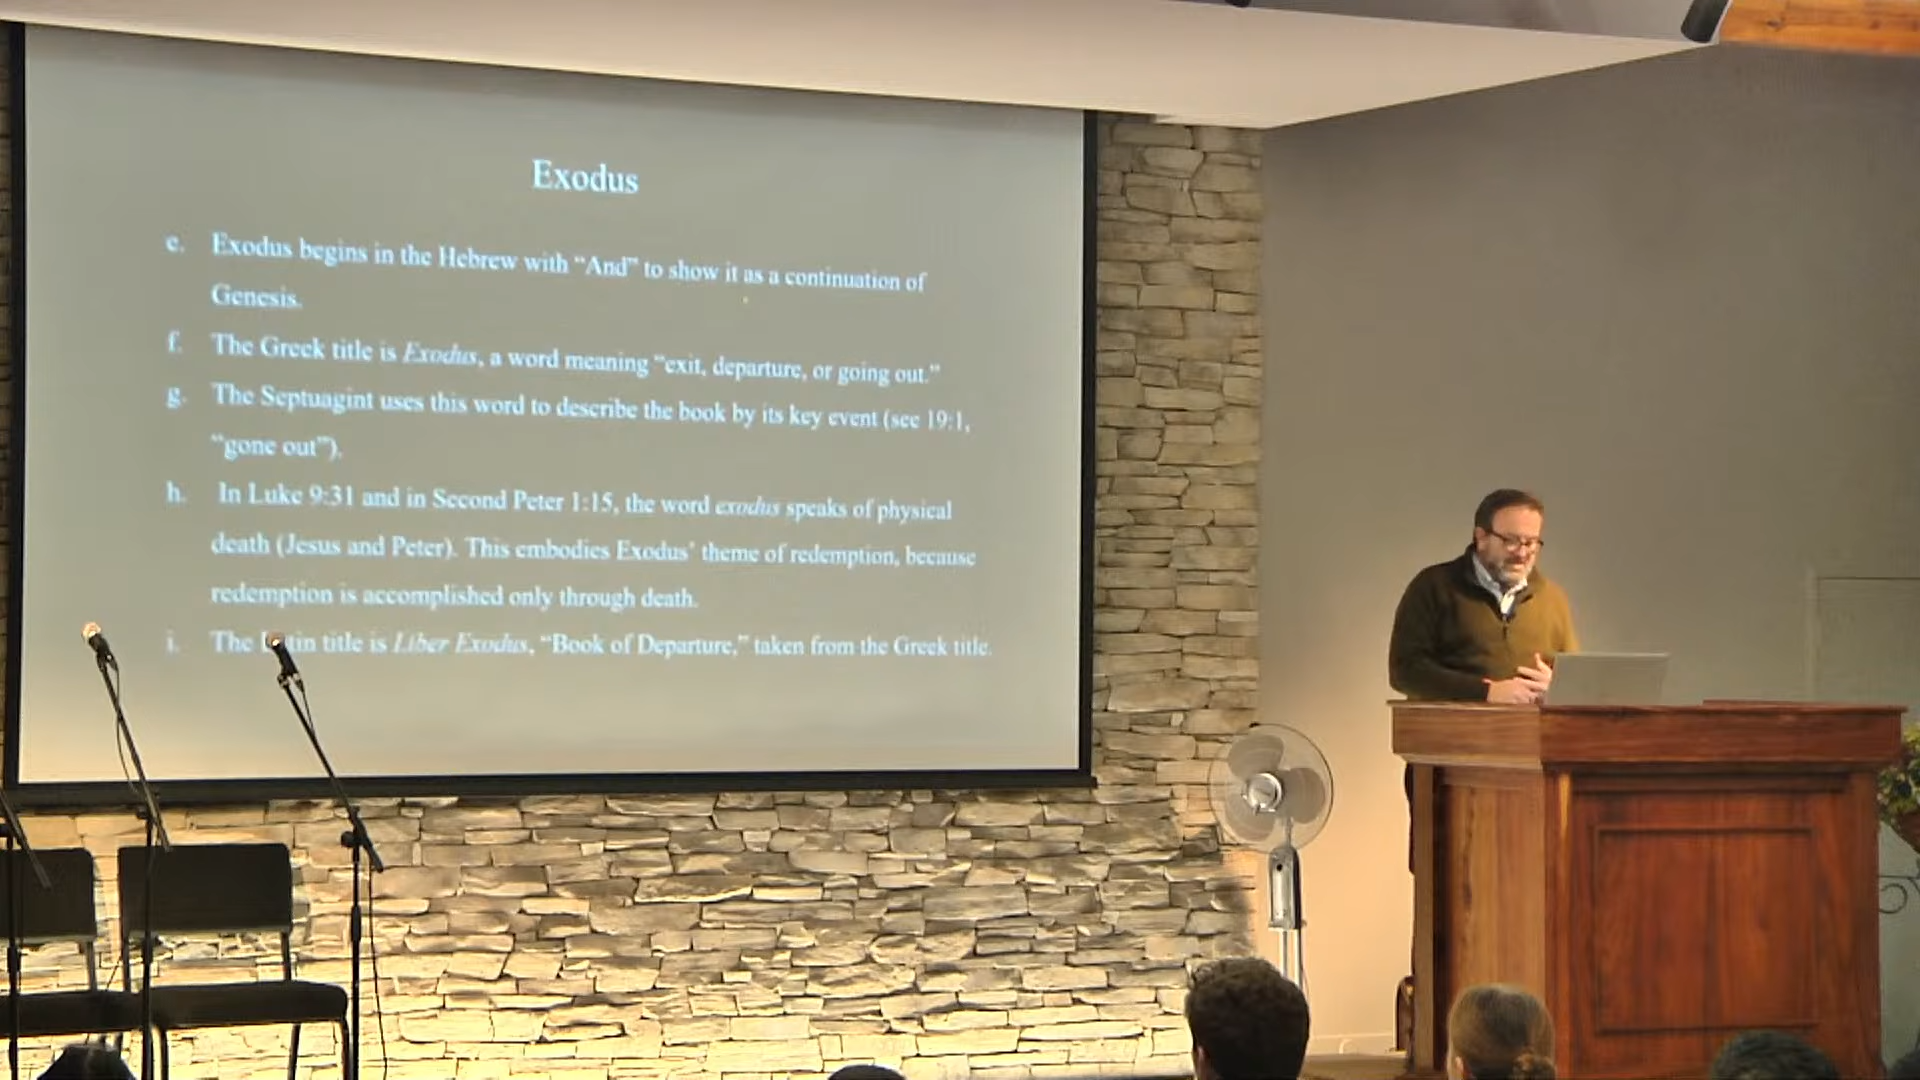 Exodus
e. Exodus begins in the Hebrew with “And” to show it as a continuation of
Genesis.
f. The Greek title is Exodus, a word meaning “exit, departure, or going out.”
g. The Septuagint uses this word to describe the book by its key event (see 19:1,
“gone out”).
h. In Luke 9:31 and in Second Peter 1:15, the word exodus speaks of physical
death (Jesus and Peter). This embodies Exodus’ theme of redemption, because
redemption is accomplished only through death.
i. The Latin title is Liber Exodus, “Book of Departure,” taken from the Greek title.